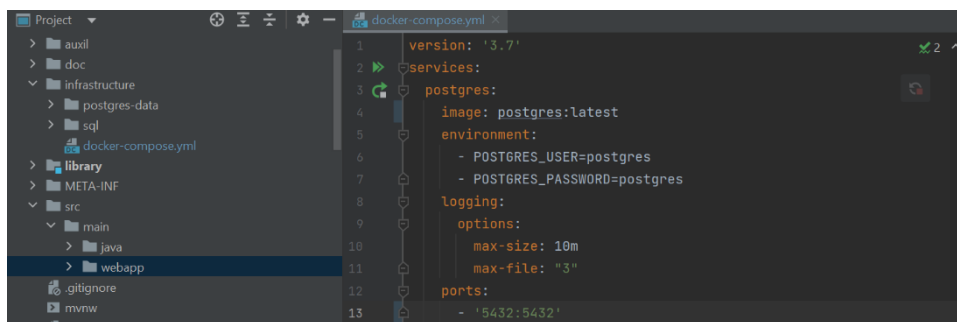 Project
auxil
doc
infrastructure
postgres-data
sql
docker-compose.yml
library
META-INF
src
main
java
webapp
.gitignore
mvnw
docker-compose.yml
2
1 version: '3.7'
2 services:
3 postgres:
4 image: postgres:latest
5 environment:
6 - POSTGRES_USER=postgres
7 - POSTGRES_PASSWORD=postgres
8 logging:
9 options:
10 max-size: 10m
11 max-file: "3"
12 ports:
13 - '5432:5432'